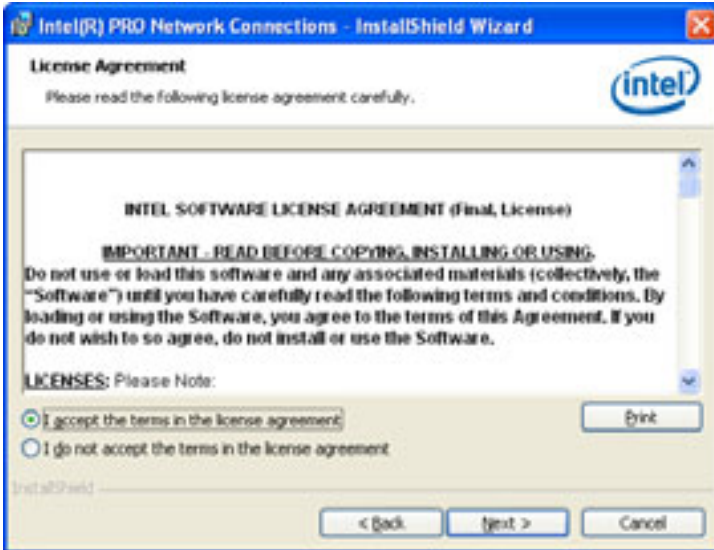 Intel(R) PRO Network Connections - InstallShield Wizard
License Agreement
Please read the following license agreement carefully.
intel
INTEL SOFTWARE LICENSE AGREEMENT (Final, License)
IMPORTANT - READ BEFORE COPYING, INSTALLING OR USING.
Do not use or load this software and any associated materials (collectively, the
“Software”) until you have carefully read the following terms and conditions. By
loading or using the Software, you agree to the terms of this Agreement. If you
do not wish to so agree, do not install or use the Software.
LICENSES: Please Note:
I accept the terms in the license agreement
Print
I do not accept the terms in the license agreement
InstallShield
< Back
Next >
Cancel